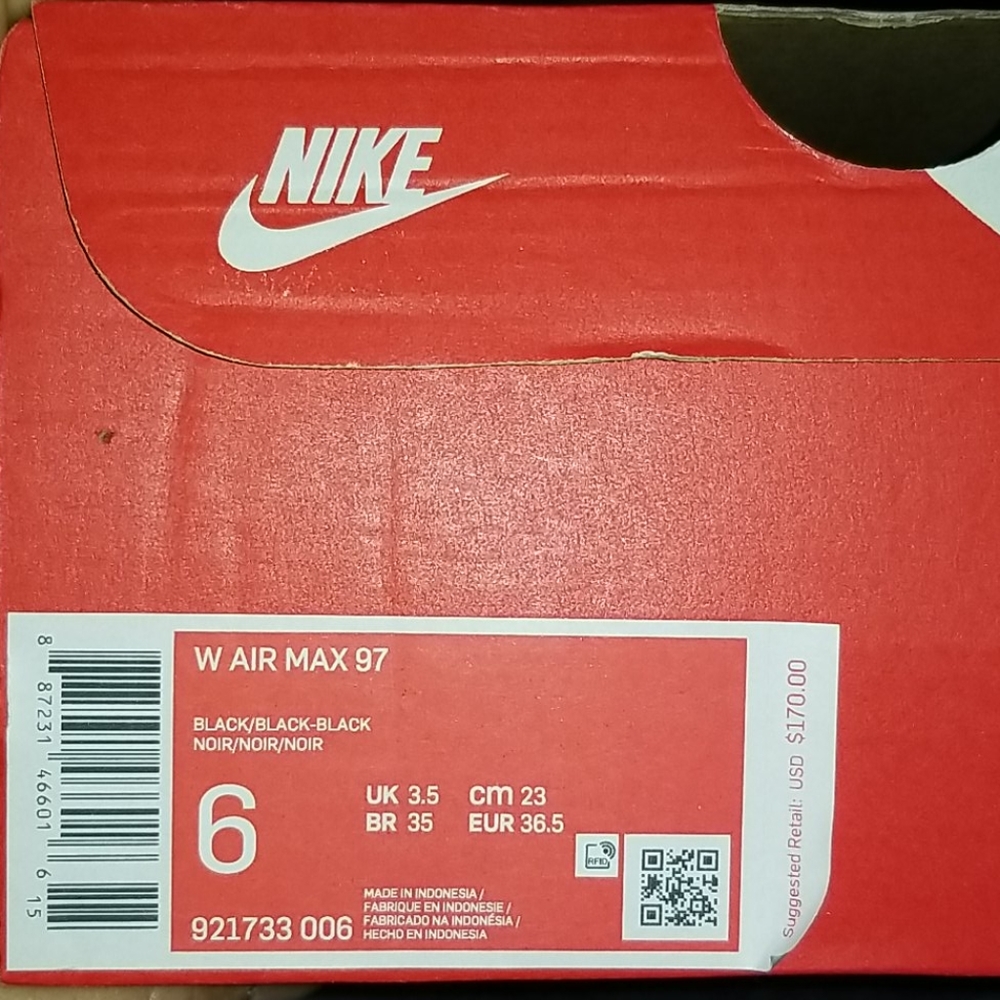 NIKE
W AIR MAX 97
BLACK/BLACK-BLACK
NOIR/NOIR/NOIR
6
UK 3.5 cm 23
BR 35 EUR 36.5
RFID
921733 006
MADE IN INDONESIA /
FABRIQUE EN INDONESIE /
FABRICADO NA INDONÉSIA /
HECHO EN INDONESIA
8 87231 46601 6 15
Suggested Retail: USD $170.00